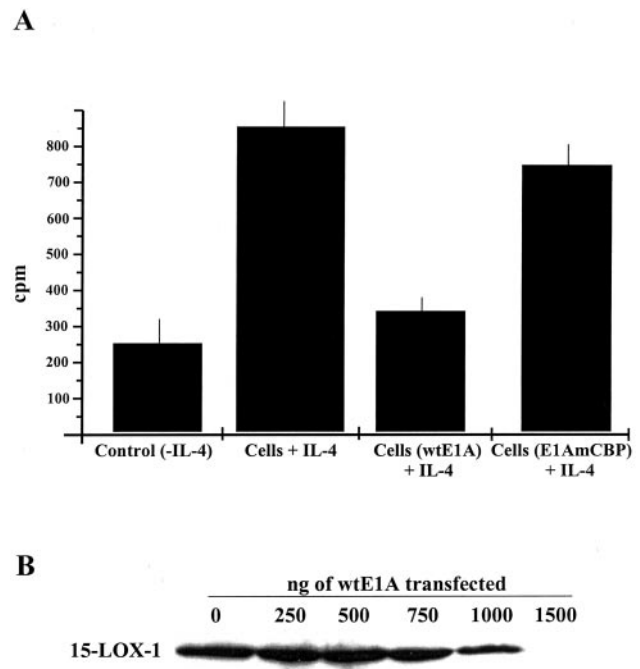 A
800
700
600
500
400
300
200
100
cpm
Control (-IL-4)
Cells + IL-4
Cells (wtE1A)
+ IL-4
Cells (E1AmCBP)
+ IL-4
B
ng of wtE1A transfected
0 250 500 750 1000 1500
15-LOX-1